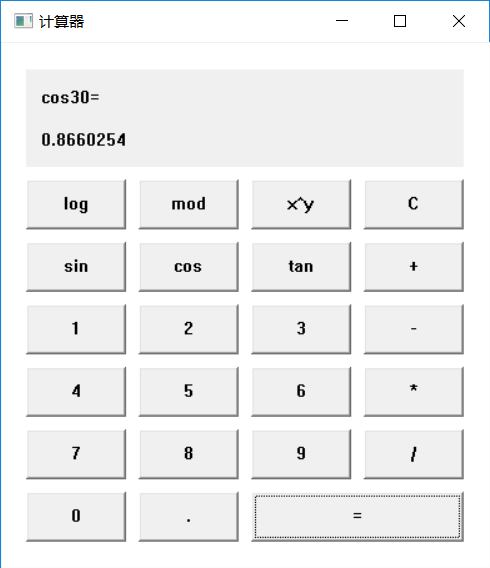 计算器
cos30=
0.8660254
log mod x^y C
sin cos tan +
1 2 3 -
4 5 6 *
7 8 9 /
0 . =